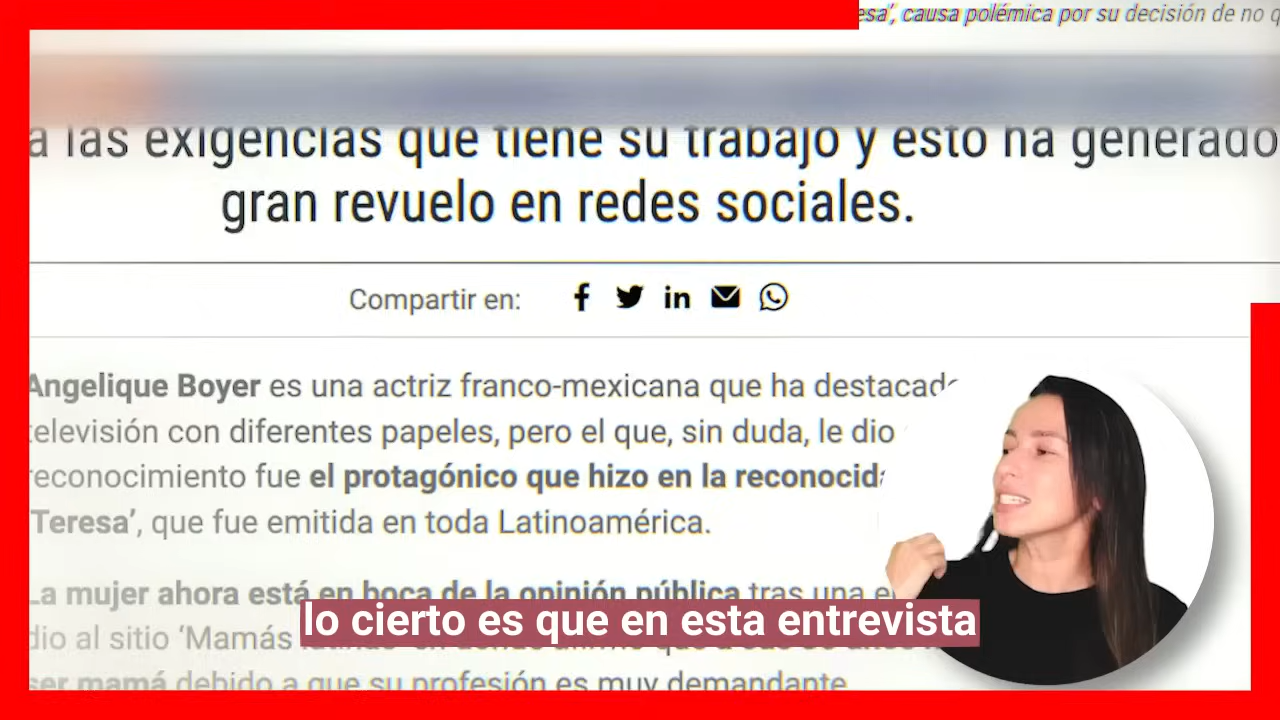 esa’, causa polémica por su decisión de no q
a las exigencias que tiene su trabajo y esto ha generado
gran revuelo en redes sociales.
Compartir en:
Angelique Boyer es una actriz franco-mexicana que ha destacado
televisión con diferentes papeles, pero el que, sin duda, le dio
reconocimiento fue el protagónico que hizo en la reconocida
‘Teresa’, que fue emitida en toda Latinoamérica.
La mujer ahora está en boca de la opinión pública tras una e
lo cierto es que en esta entrevista
dio al sitio ‘Mamás
ser mamá debido a que su profesión es muy demandante